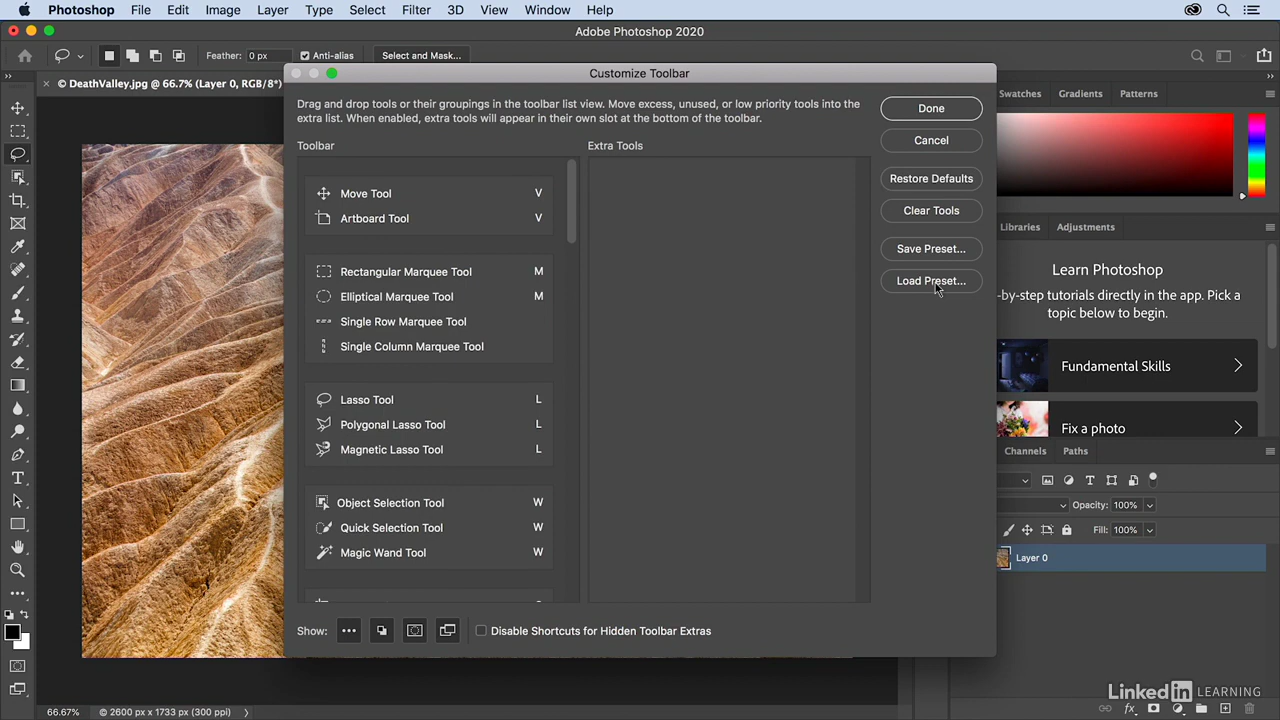 Photoshop File Edit Image Layer Type Select Filter 3D View Window Help
Adobe Photoshop 2020
Feather: 0 px Anti-alias Select and Mask...
© DeathValley.jpg @ 66.7% (Layer 0, RGB/8*)
Customize Toolbar
Drag and drop tools or their groupings in the toolbar list view. Move excess, unused, or low priority tools into the
extra list. When enabled, extra tools will appear in their own slot at the bottom of the toolbar.
Toolbar
Extra Tools
Move Tool V
Artboard Tool V
Rectangular Marquee Tool M
Elliptical Marquee Tool M
Single Row Marquee Tool
Single Column Marquee Tool
Lasso Tool L
Polygonal Lasso Tool L
Magnetic Lasso Tool L
Object Selection Tool W
Quick Selection Tool W
Magic Wand Tool W
Show: Disable Shortcuts for Hidden Toolbar Extras
Done
Cancel
Restore Defaults
Clear Tools
Save Preset...
Load Preset...
Swatches Gradients Patterns
Libraries Adjustments
Learn Photoshop
-by-step tutorials directly in the app. Pick a
topic below to begin.
Fundamental Skills
Fix a photo
Channels Paths
Opacity: 100%
Fill: 100%
Layer 0
66.67% © 2600 px x 1733 px (300 ppi)
LinkedIn LEARNING
fx